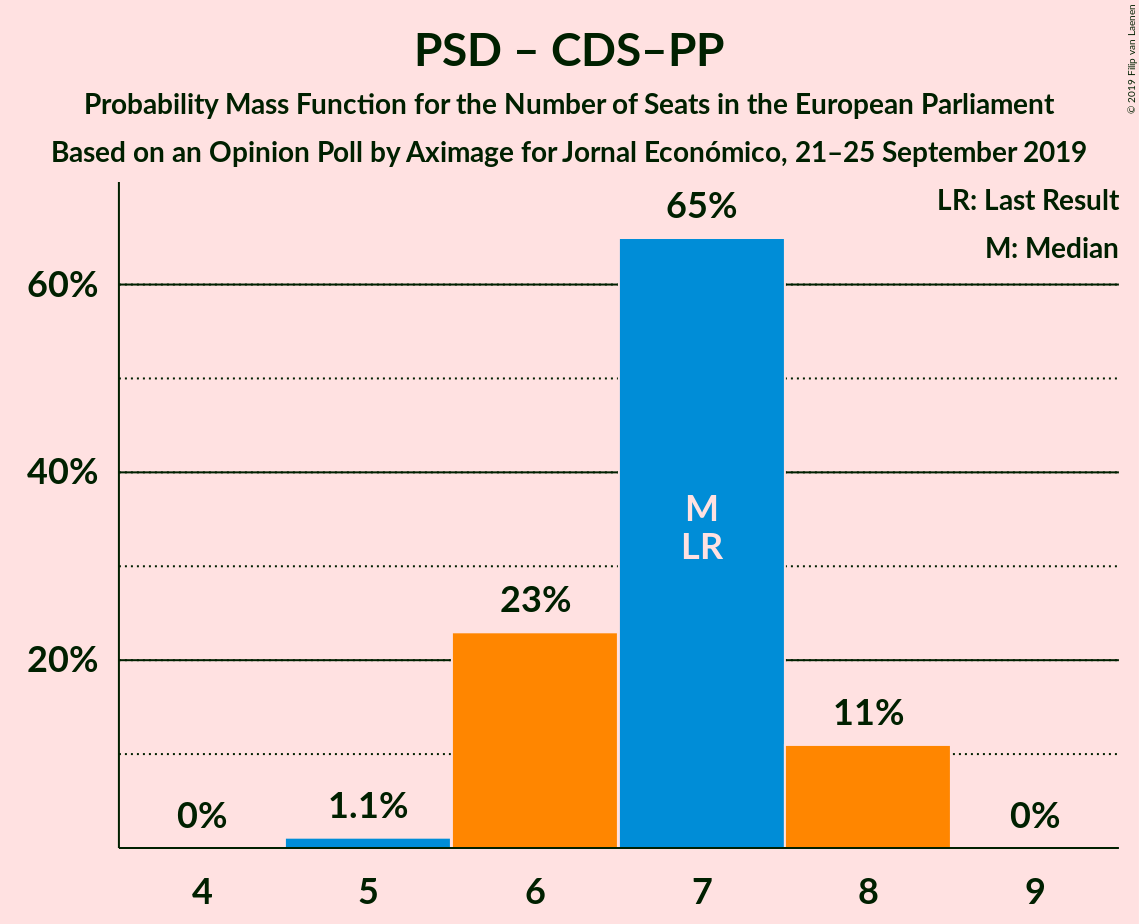 PSD – CDS–PP
Probability Mass Function for the Number of Seats in the European Parliament
Based on an Opinion Poll by Aximage for Jornal Económico, 21–25 September 2019
© 2019 Filip van Laenen
LR: Last Result
M: Median
65%
60%
40%
M
LR
23%
20%
11%
1.1%
0%
0%
4 5 6 7 8 9